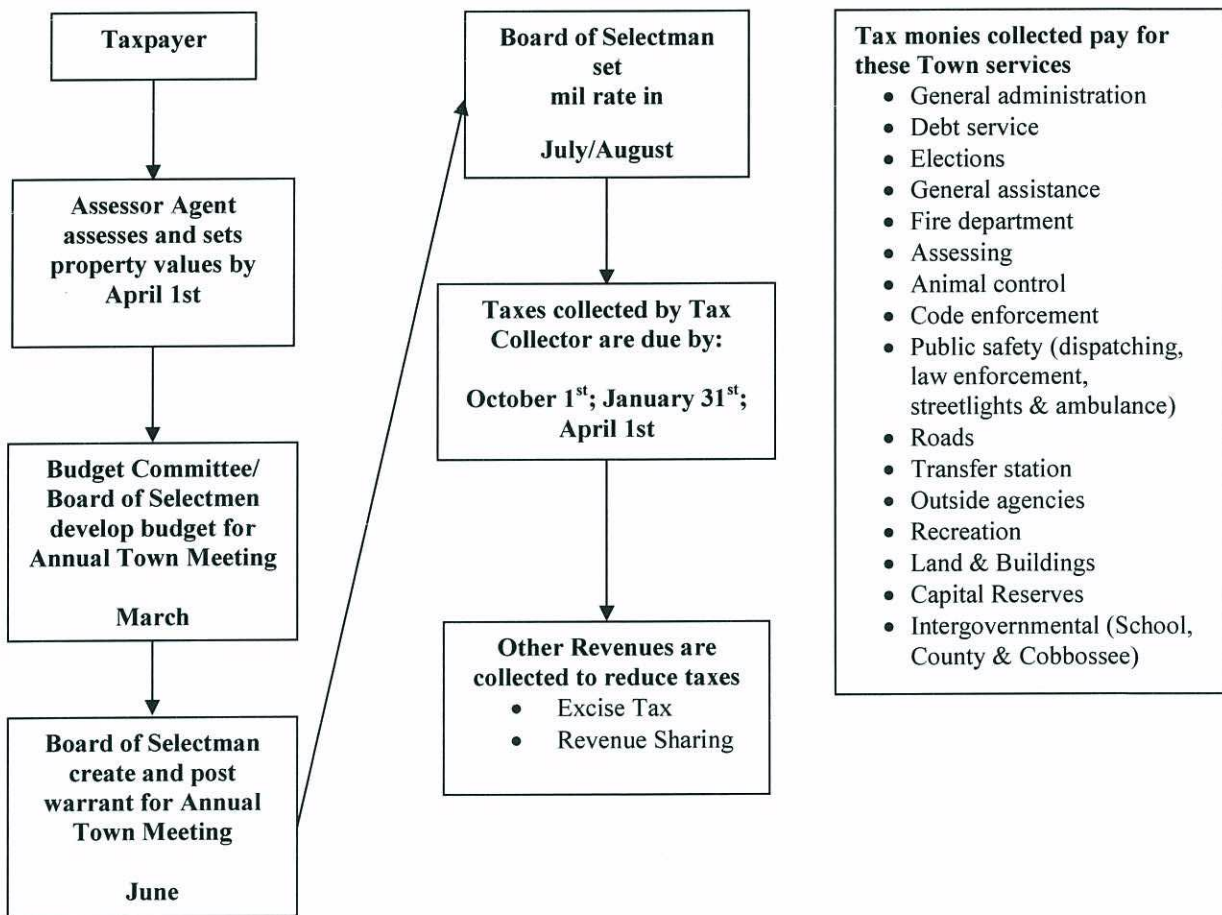 Taxpayer
Assessor Agent
assesses and sets
property values by
April 1st
Budget Committee/
Board of Selectmen
develop budget for
Annual Town Meeting
March
Board of Selectman
create and post
warrant for Annual
Town Meeting
June
Board of Selectman
set
mil rate in
July/August
Taxes collected by Tax
Collector are due by:
October 1st; January 31st;
April 1st
Other Revenues are
collected to reduce taxes
• Excise Tax
• Revenue Sharing
Tax monies collected pay for
these Town services
• General administration
• Debt service
• Elections
• General assistance
• Fire department
• Assessing
• Animal control
• Code enforcement
• Public safety (dispatching,
law enforcement,
streetlights & ambulance)
• Roads
• Transfer station
• Outside agencies
• Recreation
• Land & Buildings
• Capital Reserves
• Intergovernmental (School,
County & Cobbossee)